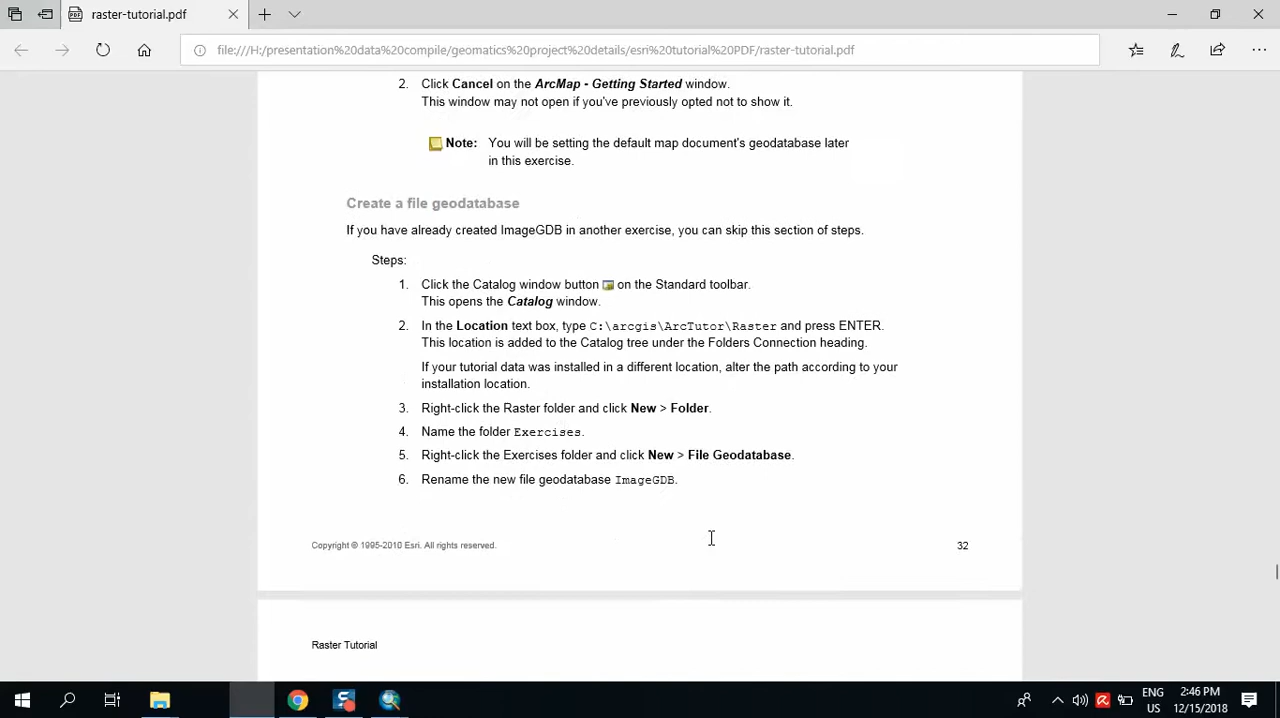 raster-tutorial.pdf
file:///H:/presentation%20data%20compile/geomatics%20project%20details/esri%20tutorial%20PDF/raster-tutorial.pdf
2. Click Cancel on the ArcMap - Getting Started window.
This window may not open if you've previously opted not to show it.
Note: You will be setting the default map document's geodatabase later
in this exercise.
Create a file geodatabase
If you have already created ImageGDB in another exercise, you can skip this section of steps.
Steps:
1. Click the Catalog window button on the Standard toolbar.
This opens the Catalog window.
2. In the Location text box, type C:\arcgis\ArcTutor\Raster and press ENTER.
This location is added to the Catalog tree under the Folders Connection heading.
If your tutorial data was installed in a different location, alter the path according to your
installation location.
3. Right-click the Raster folder and click New > Folder.
4. Name the folder Exercises.
5. Right-click the Exercises folder and click New > File Geodatabase.
6. Rename the new file geodatabase ImageGDB.
Copyright © 1995-2010 Esri. All rights reserved. 32
Raster Tutorial
ENG 2:46 PM
US 12/15/2018